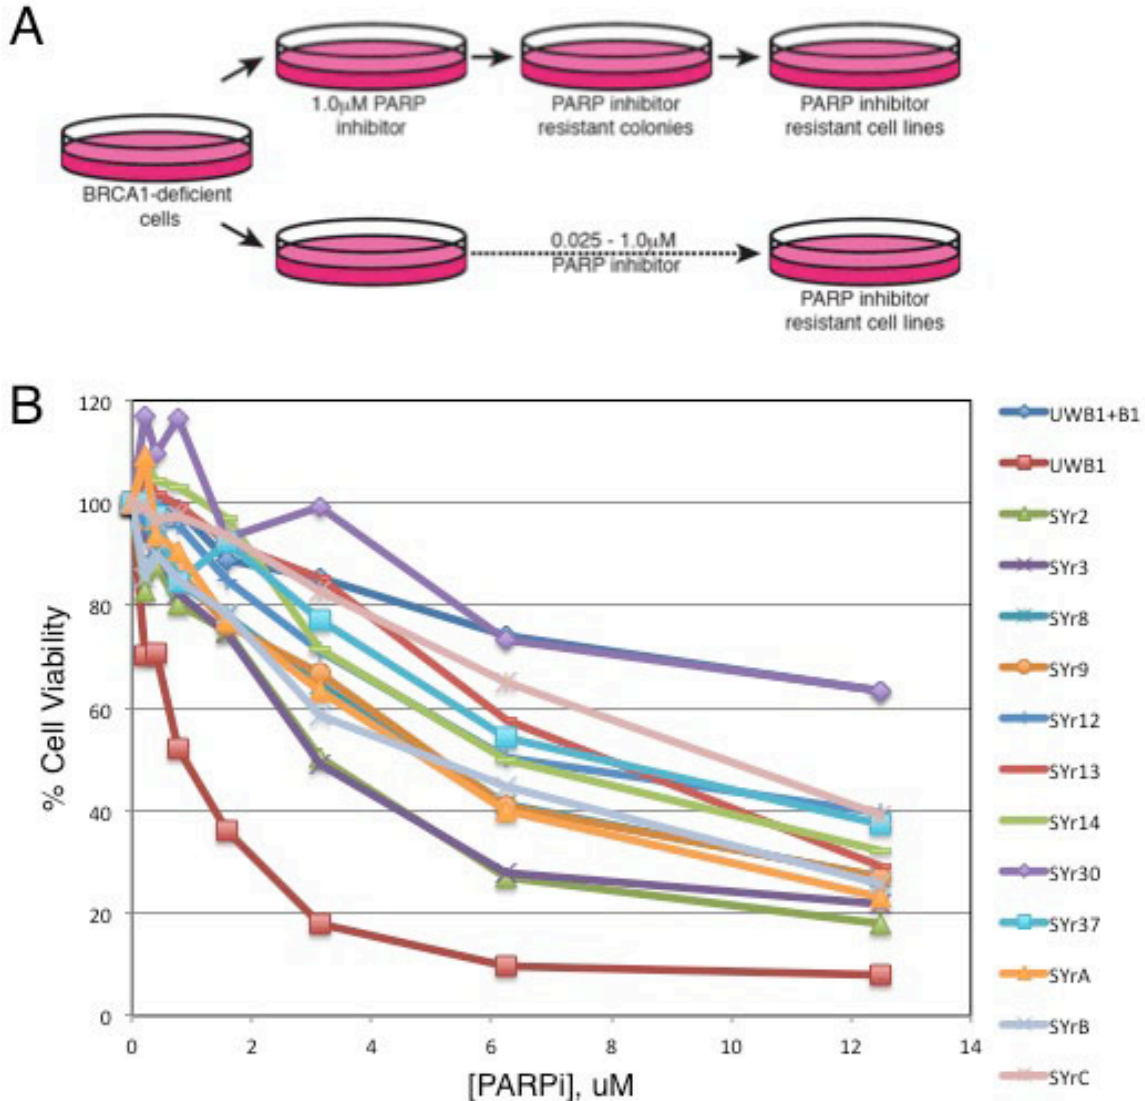 A
1.0μM PARP
inhibitor
PARP inhibitor
resistant colonies
PARP inhibitor
resistant cell lines
BRCA1-deficient
cells
0.025 - 1.0μM
PARP inhibitor
PARP inhibitor
resistant cell lines
B
120
100
80
60
40
20
0
% Cell Viability
0 2 4 6 8 10 12 14
[PARPi], uM
UWB1+B1
UWB1
SYr2
SYr3
SYr8
SYr9
SYr12
SYr13
SYr14
SYr30
SYr37
SYrA
SYrB
SYrC